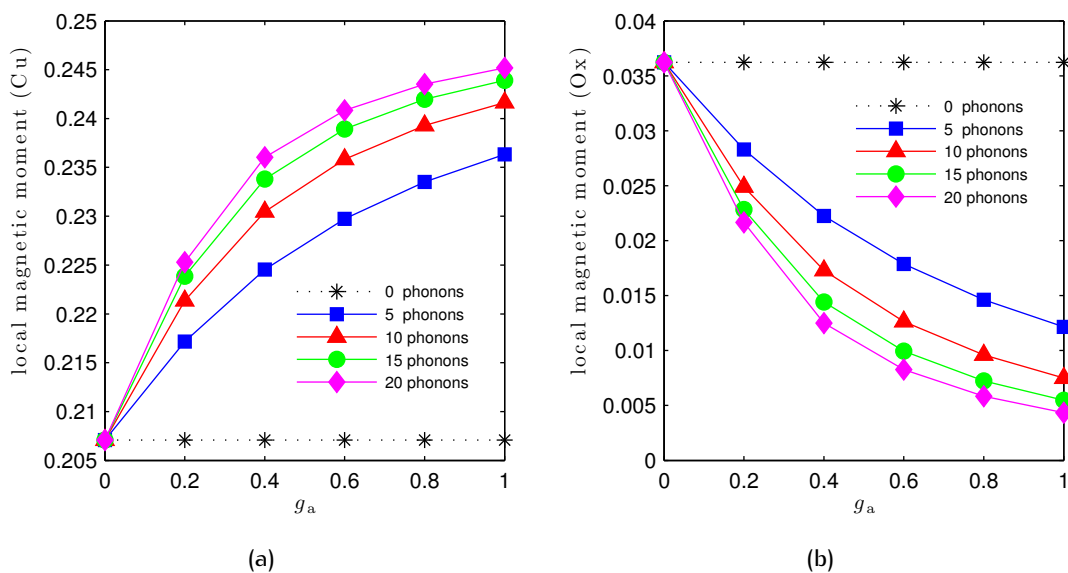 0.25
0.245
0.24
0.235
0.23
0.225
0.22
0.215
0.21
0.205
local magnetic moment (Cu)
0 phonons
5 phonons
10 phonons
15 phonons
20 phonons
0 0.2 0.4 0.6 0.8 1
g_a
(a)
0.04
0.035
0.03
0.025
0.02
0.015
0.01
0.005
0
local magnetic moment (Ox)
0 phonons
5 phonons
10 phonons
15 phonons
20 phonons
0 0.2 0.4 0.6 0.8 1
g_a
(b)